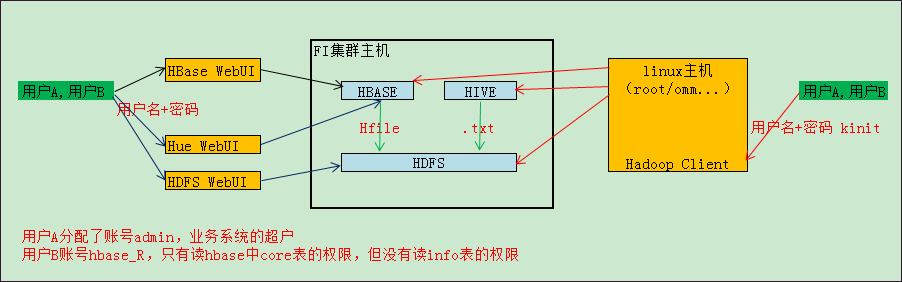 FI集群主机
HBase WebUI
linux主机
(root/omm...)
用户A,用户B
HBASE
HIVE
用户A,用户B
用户名+密码
Hfile
.txt
用户名+密码 kinit
Hue WebUI
HDFS
Hadoop Client
HDFS WebUI
用户A分配了账号admin，业务系统的超户
用户B账号hbase_R，只有读hbase中core表的权限，但没有读info表的权限